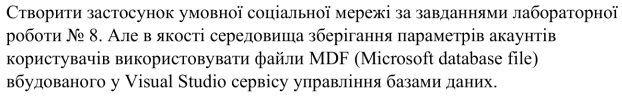 Створити застосунок умовної соціальної мережі за завданнями лабораторної
роботи № 8. Але в якості середовища зберігання параметрів акаунтів
користувачів використовувати файли MDF (Microsoft database file)
вбудованого у Visual Studio сервісу управління базами даних.